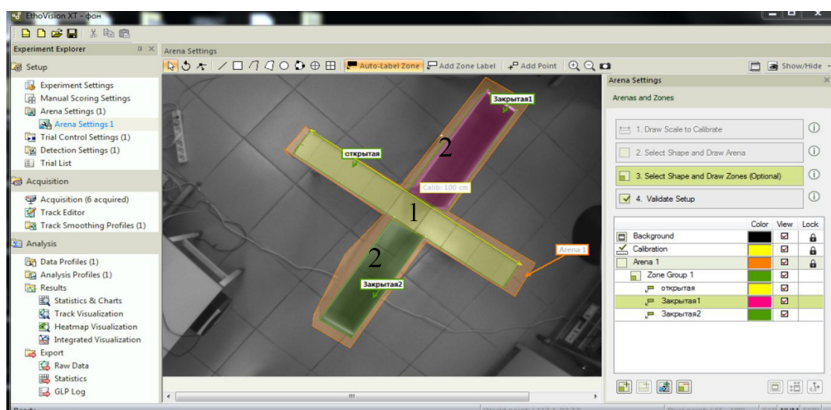 EthoVision XT - фон
Experiment Explorer
Setup
Experiment Settings
Manual Scoring Settings
Arena Settings (1)
Arena Settings 1
Trial Control Settings (1)
Detection Settings (1)
Trial List
Acquisition
Acquisition (6 acquired)
Track Editor
Track Smoothing Profiles (1)
Analysis
Data Profiles (1)
Analysis Profiles (1)
Results
Statistics & Charts
Track Visualization
Heatmap Visualization
Integrated Visualization
Export
Raw Data
Statistics
GLP Log
Arena Settings
Auto-Label Zone
Add Zone Label
Add Point
Show/Hide
Закрытая1
2
открытая
Calib: 100 cm
1
Arena 1
2
Закрытая2
Arena Settings
Arenas and Zones
1. Draw Scale to Calibrate
2. Select Shape and Draw Arena
3. Select Shape and Draw Zones (Optional)
4. Validate Setup
Color View Lock
Background
Calibration
Arena 1
Zone Group 1
открытая
Закрытая1
Закрытая2